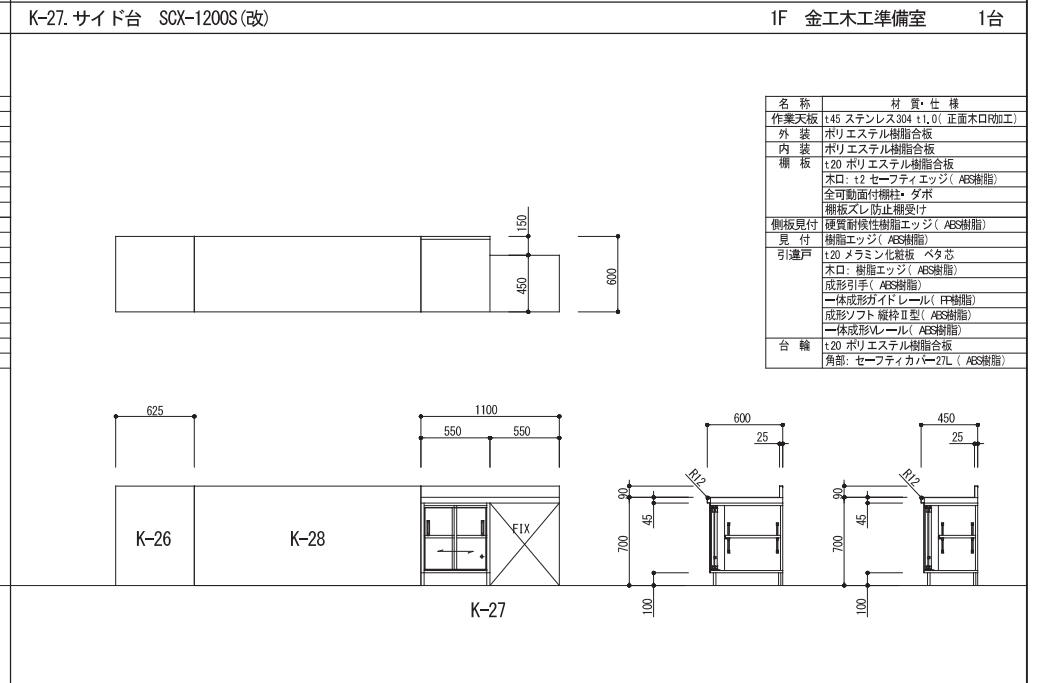 K-27. サイド台 SCX-1200S(改)
1F 金工木工準備室 1台
名 称 材 質・仕 様
作業天板 t45 ステンレス304 t1.0( 正面木口R加工)
外 装 ポリエステル樹脂合板
内 装 ポリエステル樹脂合板
棚 板 t20 ポリエステル樹脂合板
木口: t2 セーフティエッジ( ABS樹脂)
全可動面付棚柱・ダボ
棚板ズレ防止棚受け
側板見付 硬質耐候性樹脂エッジ( ABS樹脂)
見 付 樹脂エッジ( ABS樹脂)
引違戸 t20 メラミン化粧板 ベタ芯
木口: 樹脂エッジ( ABS樹脂)
成形引手( ABS樹脂)
一体成形ガイドレール( PP樹脂)
成形ソフト縦枠Ⅱ型( ABS樹脂)
一体成形Vレール( ABS樹脂)
台 輪 t20 ポリエステル樹脂合板
角部: セーフティカバー27L ( ABS樹脂)
150
450
600
625
1100
550 550
600
25
450
25
R12
R12
90
45
700
100
90
45
700
100
K-26
K-28
FIX
K-27